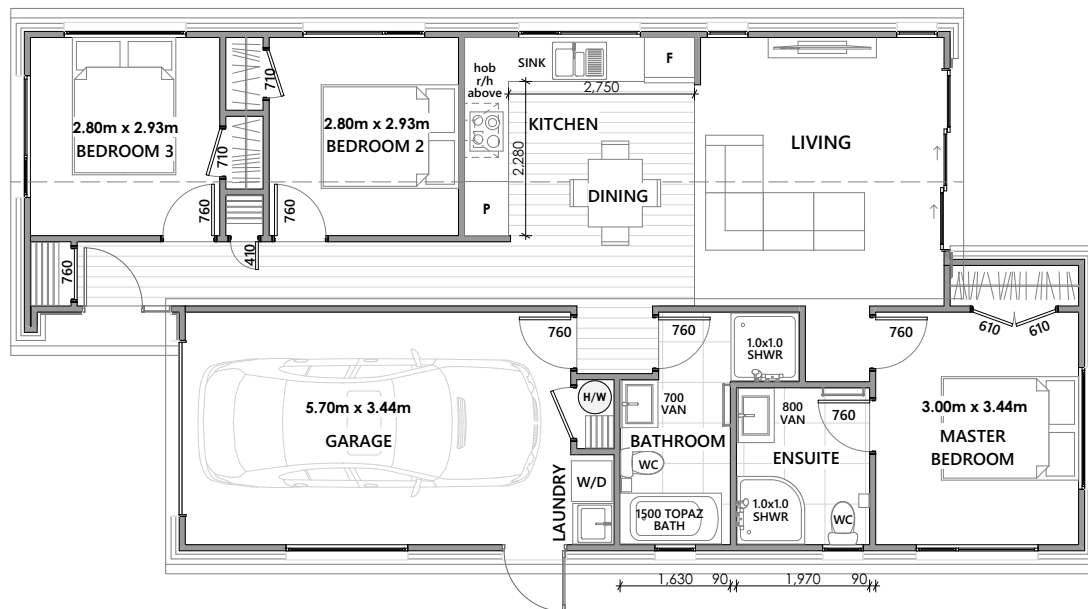 SINK
F
hob
r/h
above
2,750
KITCHEN
2,280
LIVING
2.80m x 2.93m
BEDROOM 3
710
710
2.80m x 2.93m
BEDROOM 2
DINING
P
760
760
410
760
760
760
1.0x1.0
SHWR
760
610
610
5.70m x 3.44m
GARAGE
H/W
700
VAN
800
VAN
760
3.00m x 3.44m
MASTER
BEDROOM
BATHROOM
ENSUITE
WC
LAUNDRY
W/D
1500 TOPAZ
BATH
1.0x1.0
SHWR
WC
1,630
90
1,970
90